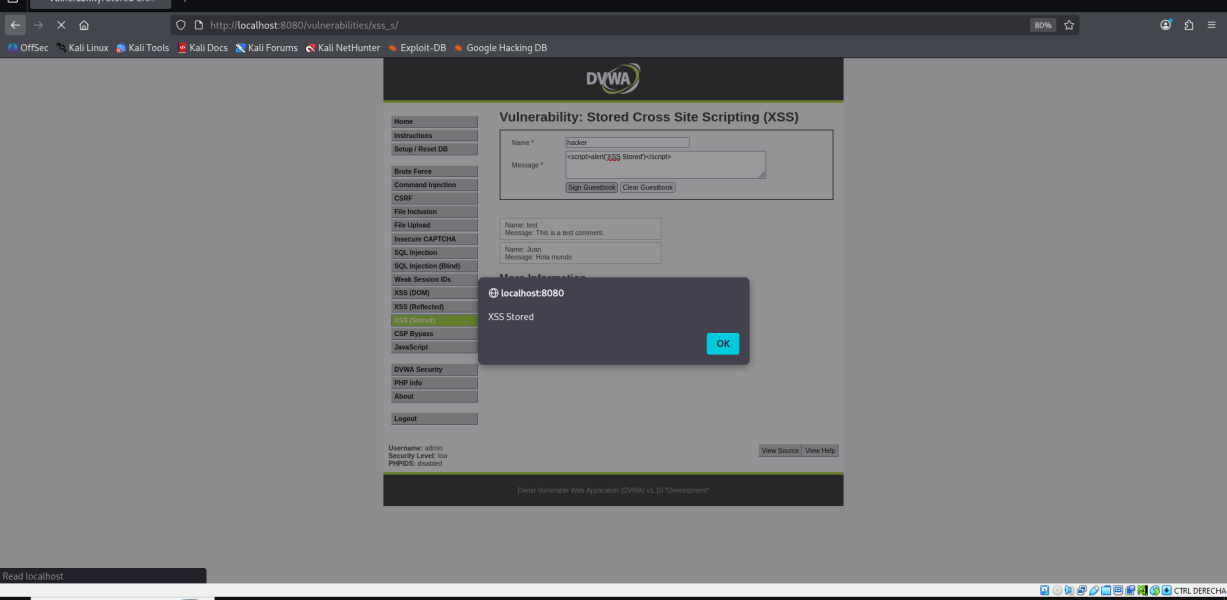 Vulnerability: Stored Cros
http://localhost:8080/vulnerabilities/xss_s/
80%
OffSec Kali Linux Kali Tools Kali Docs Kali Forums Kali NetHunter Exploit-DB Google Hacking DB
DVWA
Home
Instructions
Setup / Reset DB
Brute Force
Command Injection
CSRF
File Inclusion
File Upload
Insecure CAPTCHA
SQL Injection
SQL Injection (Blind)
Weak Session IDs
XSS (DOM)
XSS (Reflected)
XSS (Stored)
CSP Bypass
JavaScript
DVWA Security
PHP Info
About
Logout
Vulnerability: Stored Cross Site Scripting (XSS)
Name * hacker
Message * <script>alert('XSS Stored')</script>
Sign Guestbook Clear Guestbook
Name: test
Message: This is a test comment.
Name: Juan
Message: Hola mundo
More Information
localhost:8080
XSS Stored
OK
Username: admin
Security Level: low
PHPIDS: disabled
View Source View Help
Damn Vulnerable Web Application (DVWA) v1.10 *Development*
Read localhost
CTRL DERECHA